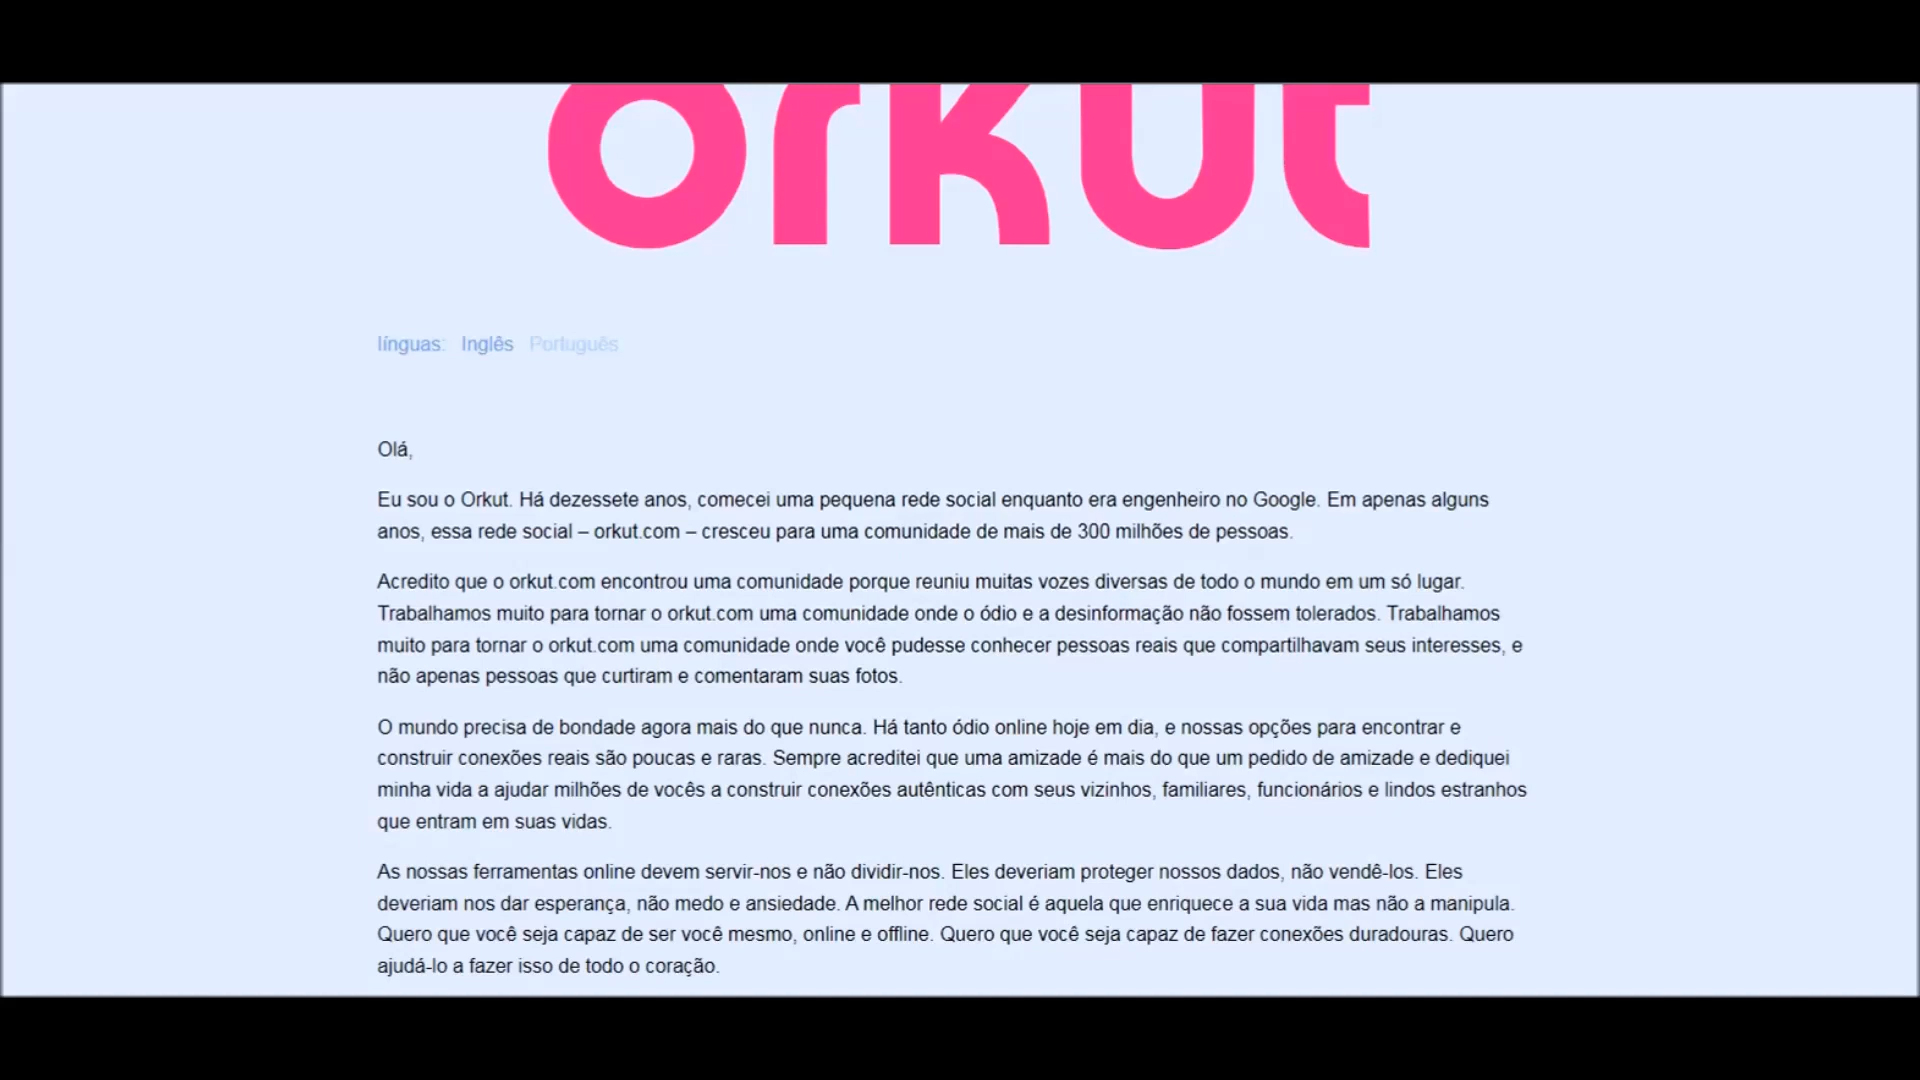 orkut
línguas: Inglês Português
Olá,
Eu sou o Orkut. Há dezessete anos, comecei uma pequena rede social enquanto era engenheiro no Google. Em apenas alguns
anos, essa rede social – orkut.com – cresceu para uma comunidade de mais de 300 milhões de pessoas.
Acredito que o orkut.com encontrou uma comunidade porque reuniu muitas vozes diversas de todo o mundo em um só lugar.
Trabalhamos muito para tornar o orkut.com uma comunidade onde o ódio e a desinformação não fossem tolerados. Trabalhamos
muito para tornar o orkut.com uma comunidade onde você pudesse conhecer pessoas reais que compartilhavam seus interesses, e
não apenas pessoas que curtiram e comentaram suas fotos.
O mundo precisa de bondade agora mais do que nunca. Há tanto ódio online hoje em dia, e nossas opções para encontrar e
construir conexões reais são poucas e raras. Sempre acreditei que uma amizade é mais do que um pedido de amizade e dediquei
minha vida a ajudar milhões de vocês a construir conexões autênticas com seus vizinhos, familiares, funcionários e lindos estranhos
que entram em suas vidas.
As nossas ferramentas online devem servir-nos e não dividir-nos. Eles deveriam proteger nossos dados, não vendê-los. Eles
deveriam nos dar esperança, não medo e ansiedade. A melhor rede social é aquela que enriquece a sua vida mas não a manipula.
Quero que você seja capaz de ser você mesmo, online e offline. Quero que você seja capaz de fazer conexões duradouras. Quero
ajudá-lo a fazer isso de todo o coração.